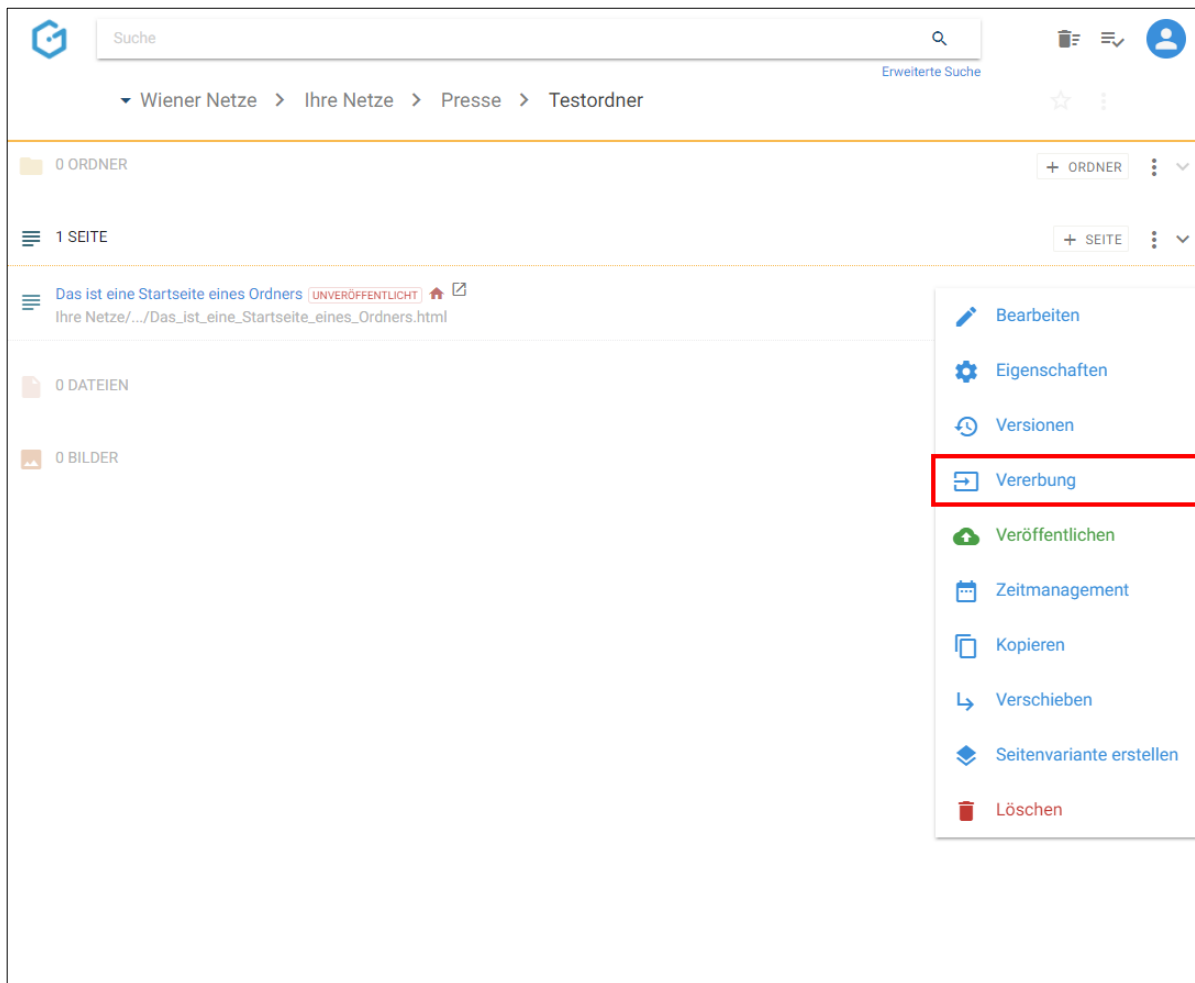 Suche
Erweiterte Suche
Wiener Netze > Ihre Netze > Presse > Testordner
0 ORDNER + ORDNER
1 SEITE + SEITE
Das ist eine Startseite eines Ordners UNVERÖFFENTLICHT
Ihre Netze/.../Das_ist_eine_Startseite_eines_Ordners.html
0 DATEIEN
0 BILDER
Bearbeiten
Eigenschaften
Versionen
Vererbung
Veröffentlichen
Zeitmanagement
Kopieren
Verschieben
Seitenvariante erstellen
Löschen